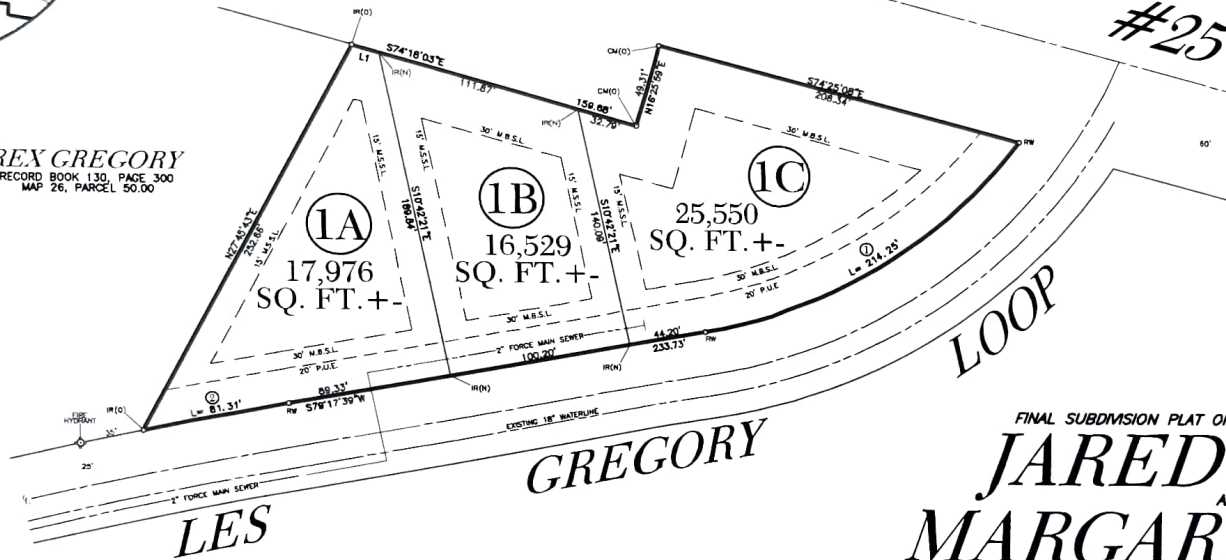 #25
IR(O)
L1
S74°18'03"E
IR(N)
111.87'
159.68'
IR(N)
32.79'
CM(O)
CM(O)
49.31'
N16°25'59"E
S74°25'08"E
208.34'
RW
60'
REX GREGORY
RECORD BOOK 130, PAGE 300
MAP 26, PARCEL 50.00
N27°45'43"E
252.66'
15' M.S.S.L.
15' M.S.S.L.
1A
17,976
SQ. FT.+-
30' M.B.S.L.
20' P.U.E.
S10°42'21"E
189.84'
15' M.S.S.L.
30' M.B.S.L.
15' M.S.S.L.
1B
16,529
SQ. FT.+-
30' M.B.S.L.
S10°42'21"E
140.09'
15' M.S.S.L.
30' M.B.S.L.
1C
25,550
SQ. FT.+-
30' M.B.S.L.
20' P.U.E.
1
L= 214.25'
2" FORCE MAIN SEWER
100.20'
44.20'
233.73'
RW
IR(N)
IR(N)
89.33'
S79°17'39"W
RW
2
L= 81.31'
IR(O)
FIRE
HYDRANT
35'
25'
EXISTING 18" WATERLINE
2" FORCE MAIN SEWER
LES
GREGORY
LOOP
FINAL SUBDIVISION PLAT
JARED
MARGAR